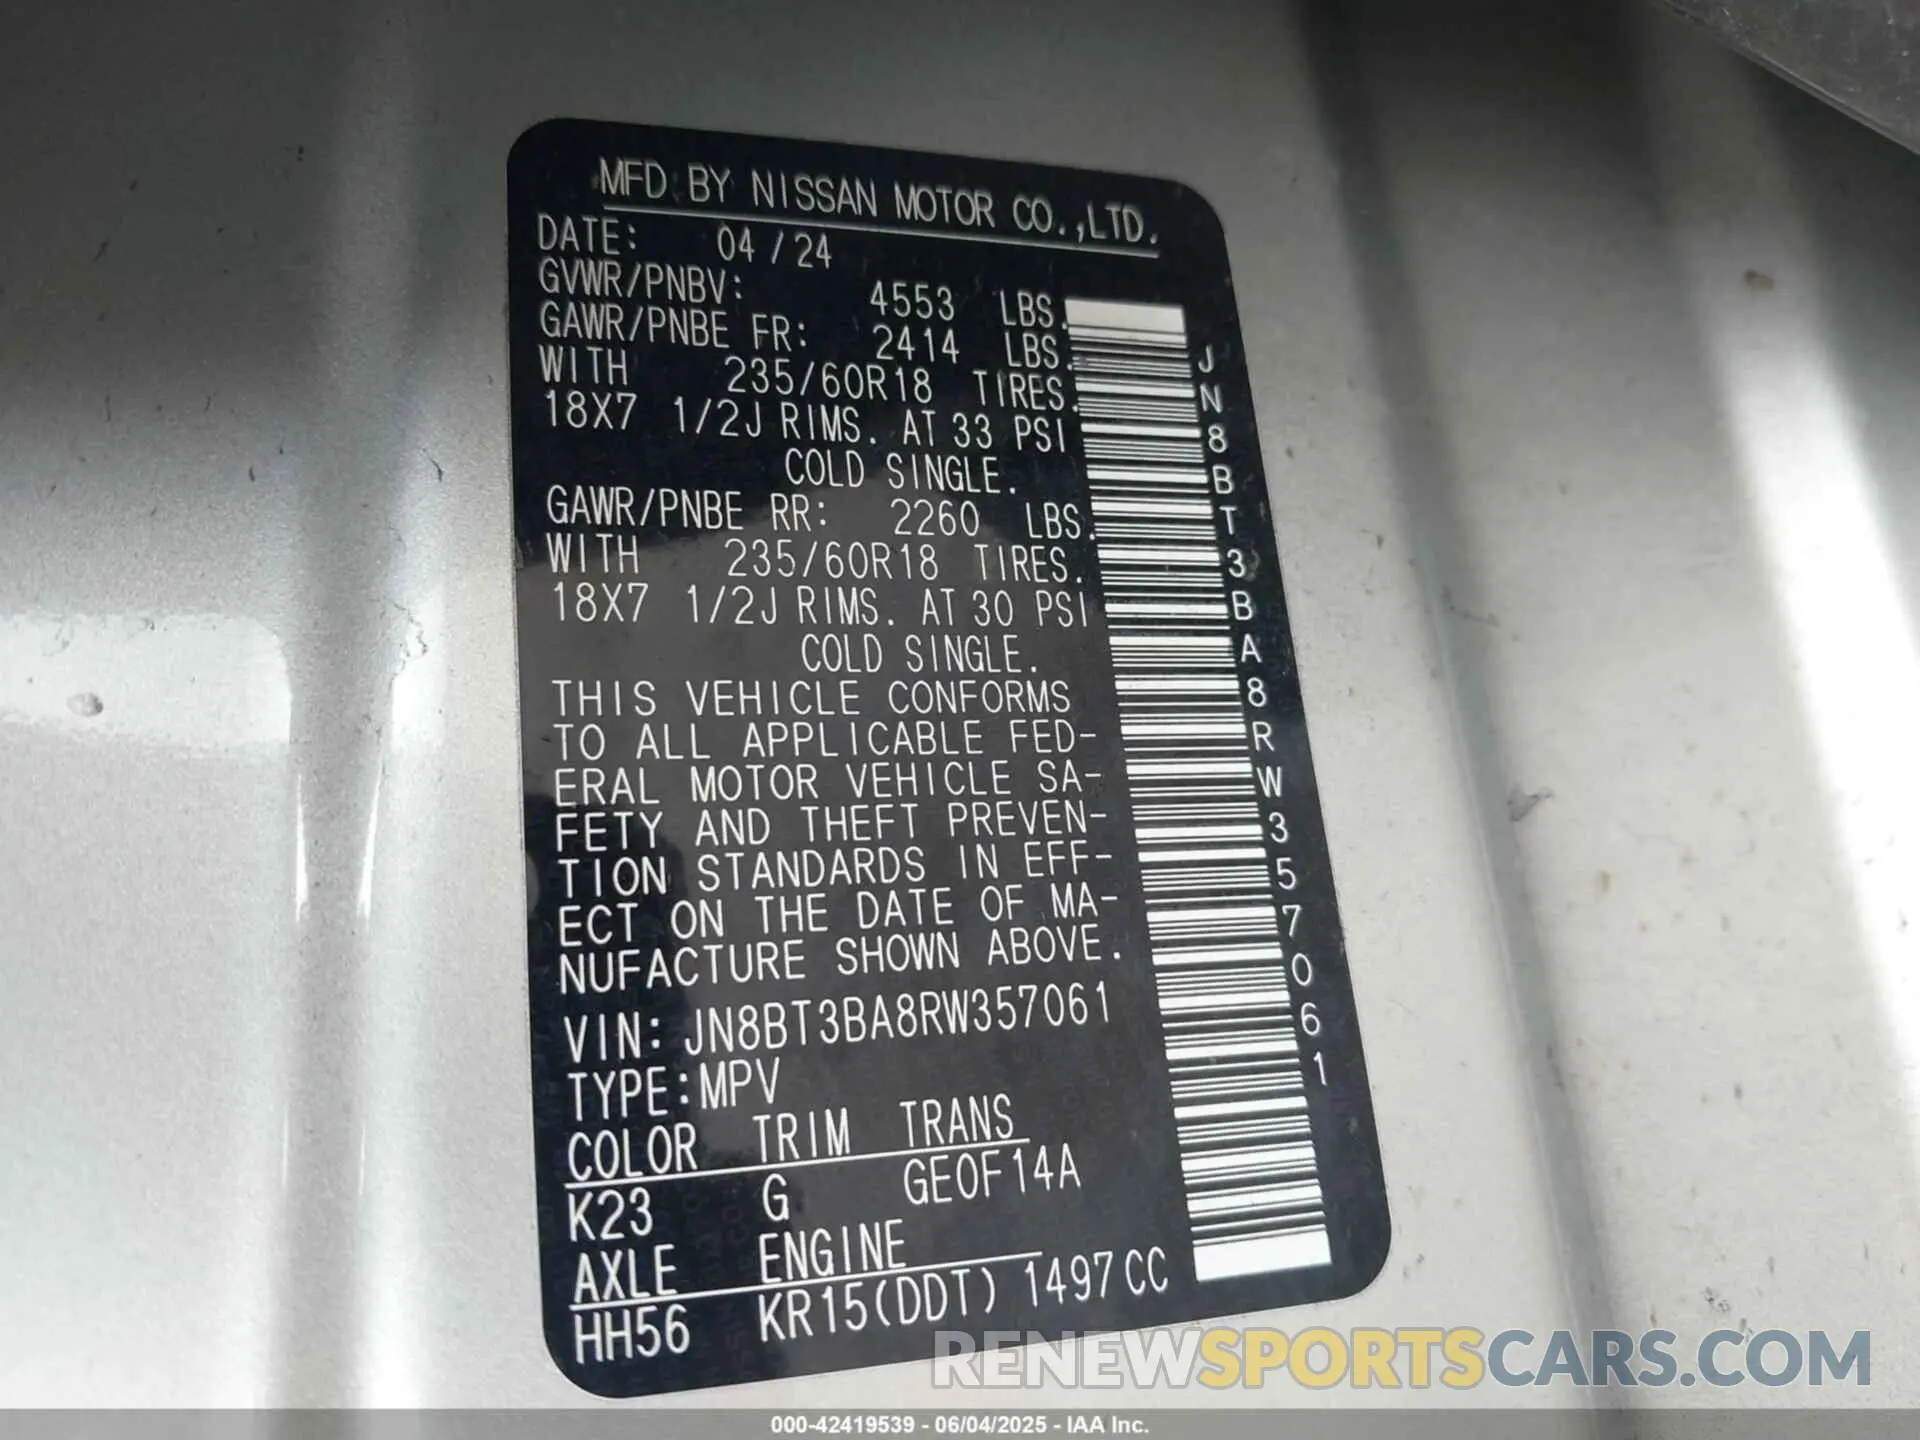 MFD. BY NISSAN MOTOR CO.,LTD.
DATE: 04 / 24
GVWR/PNBV: 4553 LBS.
GAWR/PNBE FR: 2414 LBS.
WITH 235/60R18 TIRES.
18X7 1/2J RIMS. AT 33 PSI
COLD SINGLE.
GAWR/PNBE RR: 2260 LBS.
WITH 235/60R18 TIRES.
18X7 1/2J RIMS. AT 30 PSI
COLD SINGLE.
THIS VEHICLE CONFORMS
TO ALL APPLICABLE FED-
ERAL MOTOR VEHICLE SA-
FETY AND THEFT PREVEN-
TION STANDARDS IN EFF-
ECT ON THE DATE OF MA-
NUFACTURE SHOWN ABOVE.
VIN: JN8BT3BA8RW357061
TYPE:MPV
COLOR TRIM TRANS
K23 G GE0F14A
AXLE ENGINE
HH56 KR15(DDT) 1497CC
JN8BT3BA8RW357061
RENEWSPORTSCARS.COM
000-42419539 - 06/04/2025 - IAA Inc.